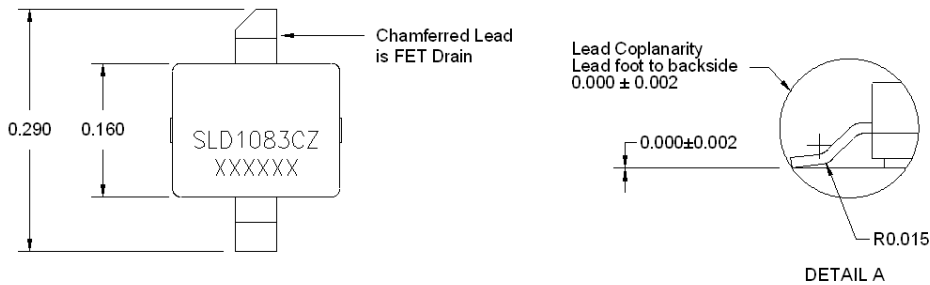 Chamferred Lead
is FET Drain
0.290
0.160
SLD1083CZ
XXXXXX
Lead Coplanarity
Lead foot to backside
0.000 ± 0.002
0.000±0.002
R0.015
DETAIL A